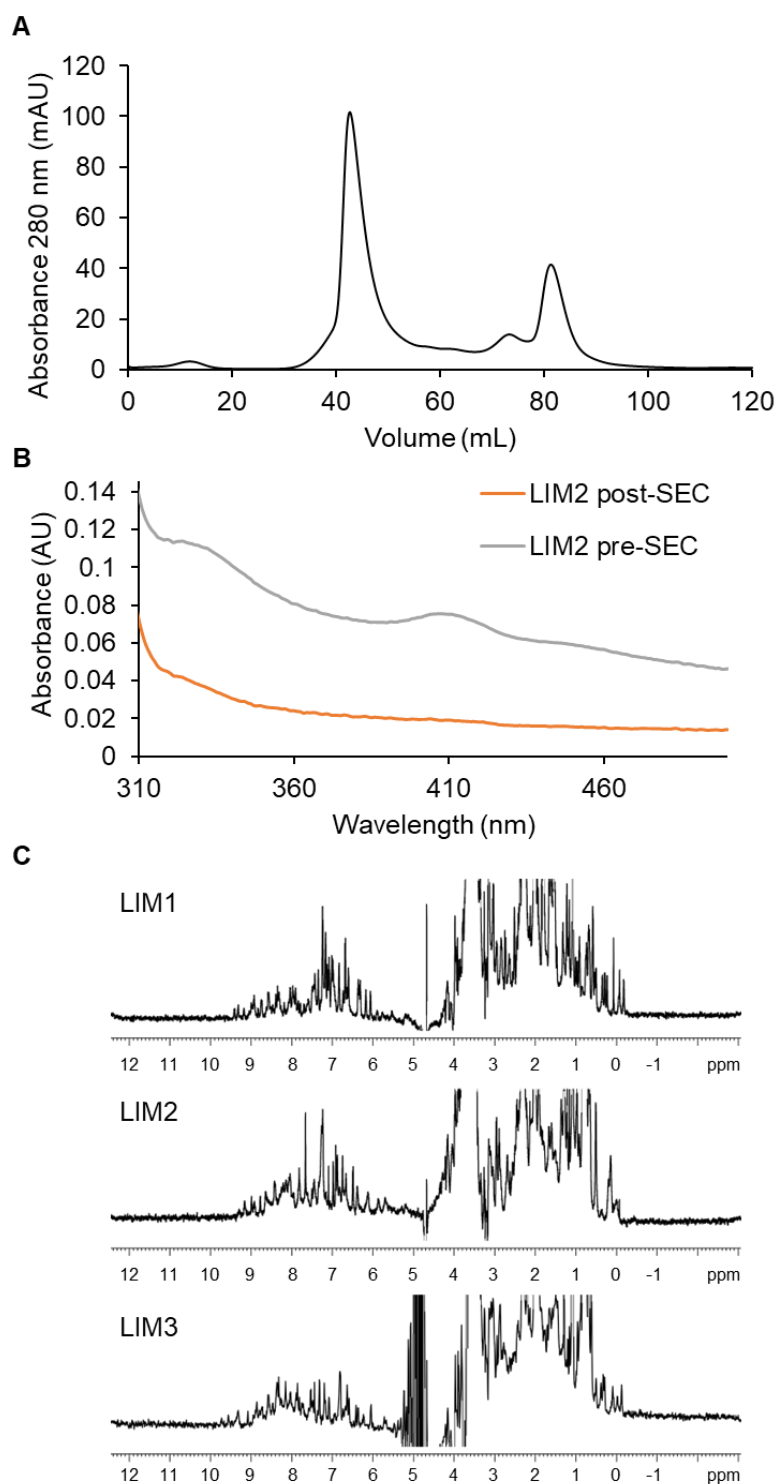 A
Absorbance 280 nm (mAU)
120
100
80
60
40
20
0
0 20 40 60 80 100 120
Volume (mL)
B
Absorbance (AU)
0.14
0.12
0.1
0.08
0.06
0.04
0.02
0
LIM2 post-SEC
LIM2 pre-SEC
310 360 410 460
Wavelength (nm)
C
LIM1
12 11 10 9 8 7 6 5 4 3 2 1 0 -1 ppm
LIM2
12 11 10 9 8 7 6 5 4 3 2 1 0 -1 ppm
LIM3
12 11 10 9 8 7 6 5 4 3 2 1 0 -1 ppm